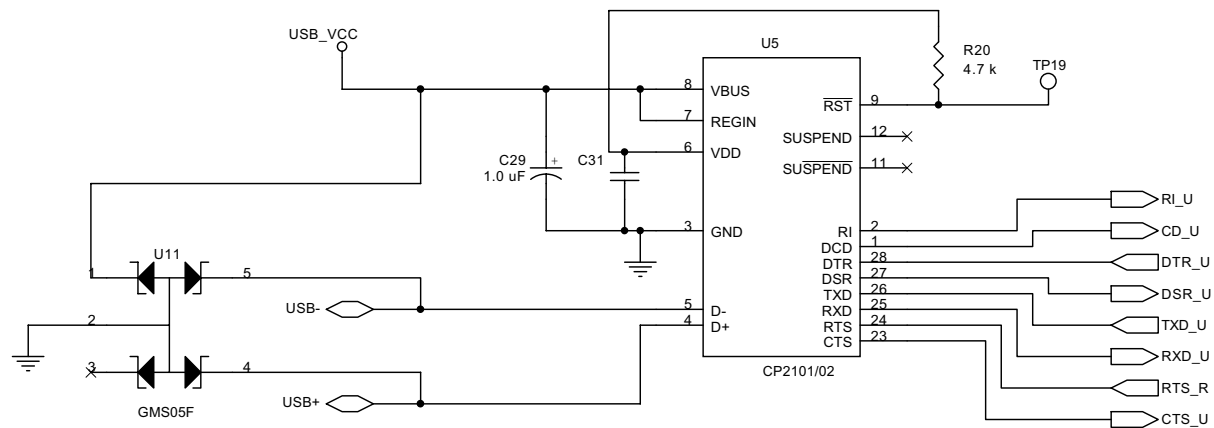 USB_VCC
U5
R20
4.7 k
TP19
8
VBUS
RST
9
7
REGIN
SUSPEND
12
6
VDD
C29
1.0 uF
+
C31
SUSPEND
11
3
GND
RI
2
RI_U
DCD
1
CD_U
DTR
28
DTR_U
DSR
27
DSR_U
TXD
26
TXD_U
RXD
25
RXD_U
RTS
24
RTS_R
CTS
23
CTS_U
U11
1
5
USB-
5
D-
4
D+
2
3
4
USB+
GMS05F
CP2101/02